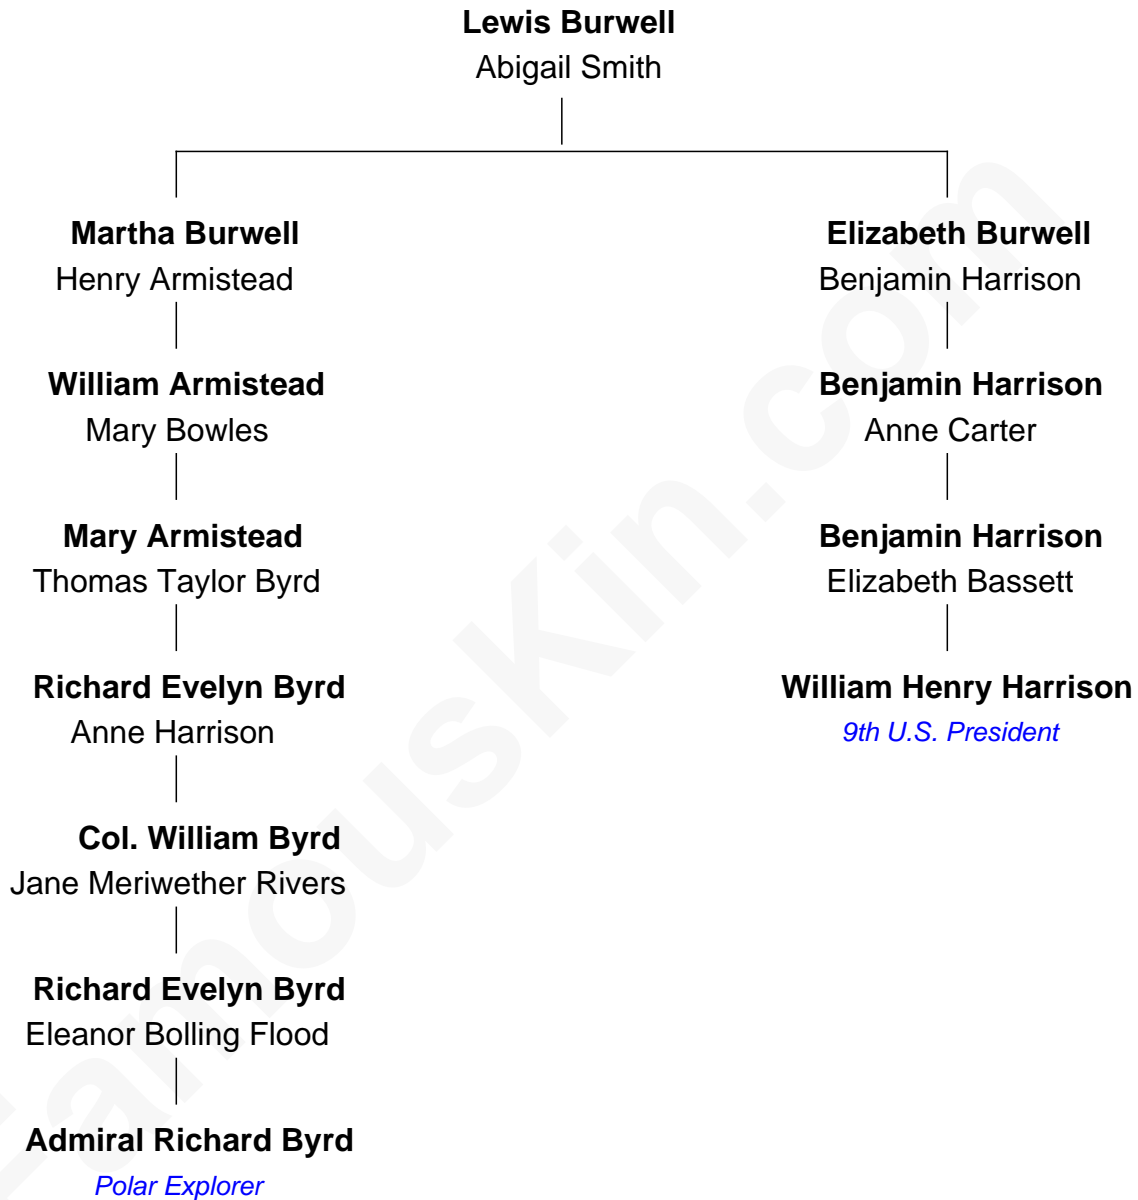 Lewis Burwell
Abigail Smith
Martha Burwell
Henry Armistead
William Armistead
Mary Bowles
Mary Armistead
Thomas Taylor Byrd
Richard Evelyn Byrd
Anne Harrison
Col. William Byrd
Jane Meriwether Rivers
Richard Evelyn Byrd
Eleanor Bolling Flood
Admiral Richard Byrd
Polar Explorer
Elizabeth Burwell
Benjamin Harrison
Benjamin Harrison
Anne Carter
Benjamin Harrison
Elizabeth Bassett
William Henry Harrison
9th U.S. President
FamousKin.com